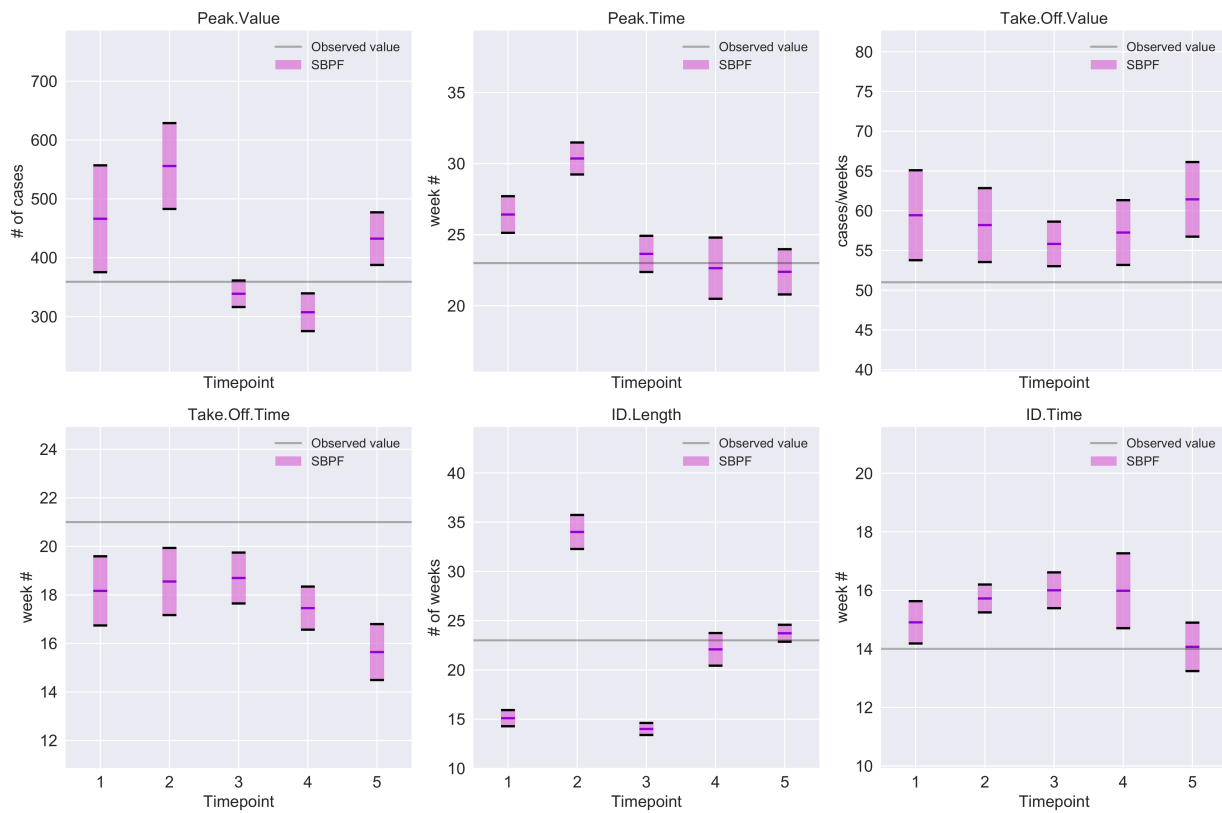 Peak.Value
Observed value
SBPF
700
600
500
400
300
# of cases
Timepoint
Peak.Time
Observed value
SBPF
35
30
25
20
week #
Timepoint
Take.Off.Value
Observed value
SBPF
80
75
70
65
60
55
50
45
40
cases/weeks
Timepoint
Take.Off.Time
Observed value
SBPF
24
22
20
18
16
14
12
week #
1 2 3 4 5
Timepoint
ID.Length
Observed value
SBPF
40
35
30
25
20
15
10
# of weeks
1 2 3 4 5
Timepoint
ID.Time
Observed value
SBPF
20
18
16
14
12
10
week #
1 2 3 4 5
Timepoint